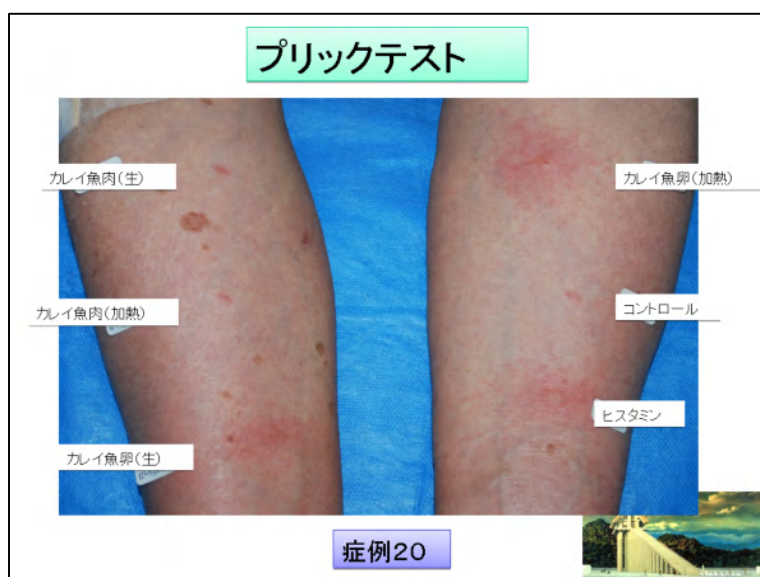 プリックテスト
カレイ魚肉(生)
カレイ魚肉(加熱)
カレイ魚卵(生)
カレイ魚卵(加熱)
コントロール
ヒスタミン
症例20